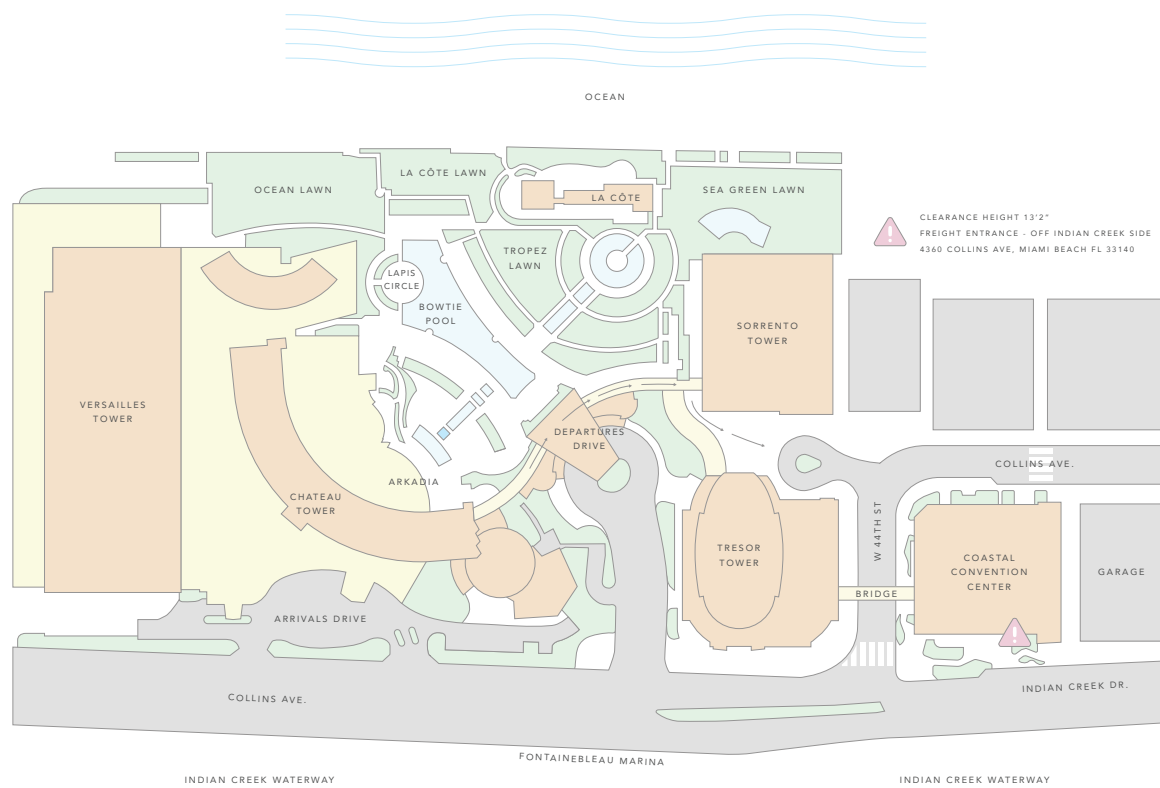 OCEAN
LA CÔTE LAWN
OCEAN LAWN
SEA GREEN LAWN
LA CÔTE
CLEARANCE HEIGHT 13'2"
FREIGHT ENTRANCE - OFF INDIAN CREEK SIDE
4360 COLLINS AVE, MIAMI BEACH FL 33140
TROPEZ
LAWN
LAPIS
CIRCLE
BOWTIE
POOL
SORRENTO
TOWER
VERSAILLES
TOWER
DEPARTURES
DRIVE
COLLINS AVE.
ARKADIA
CHATEAU
TOWER
W 44TH ST
TRESOR
TOWER
COASTAL
CONVENTION
CENTER
GARAGE
BRIDGE
ARRIVALS DRIVE
COLLINS AVE.
INDIAN CREEK DR.
FONTAINEBLEAU MARINA
INDIAN CREEK WATERWAY
INDIAN CREEK WATERWAY